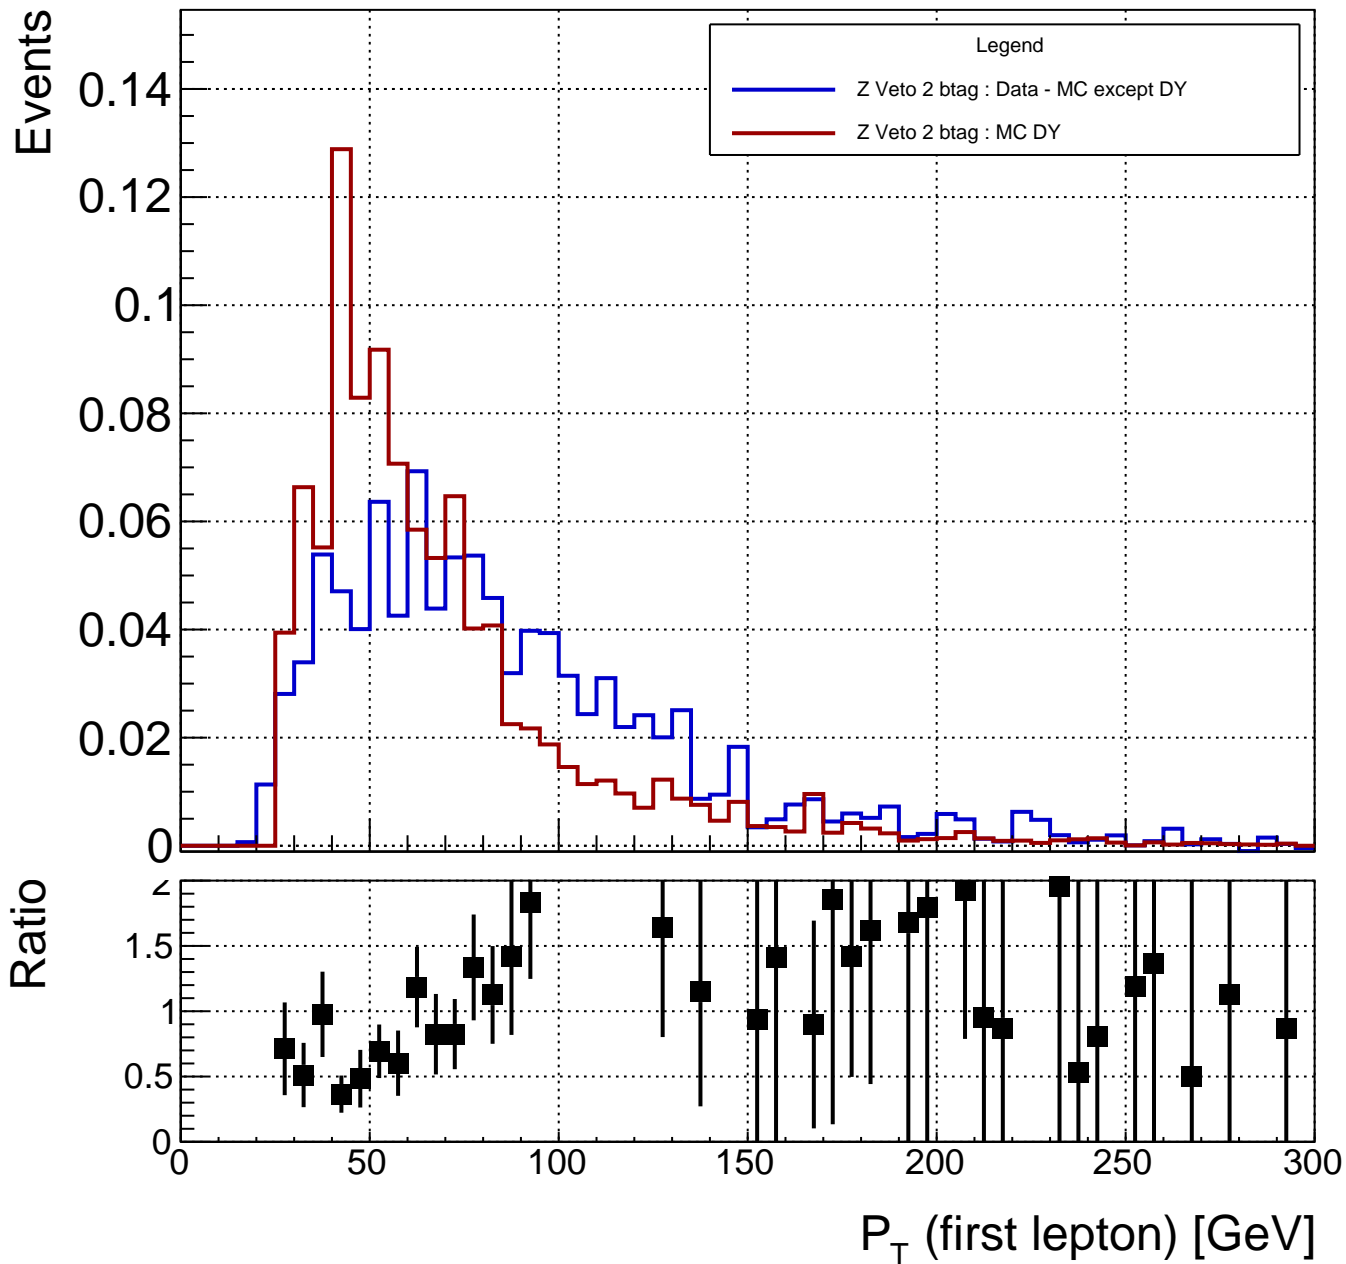 Events
0.14
0.12
0.1
0.08
0.06
0.04
0.02
0
Legend
Z Veto 2 btag : Data - MC except DY
Z Veto 2 btag : MC DY
Ratio
2
1.5
1
0.5
0
0 50 100 150 200 250 300
P_T (first lepton) [GeV]